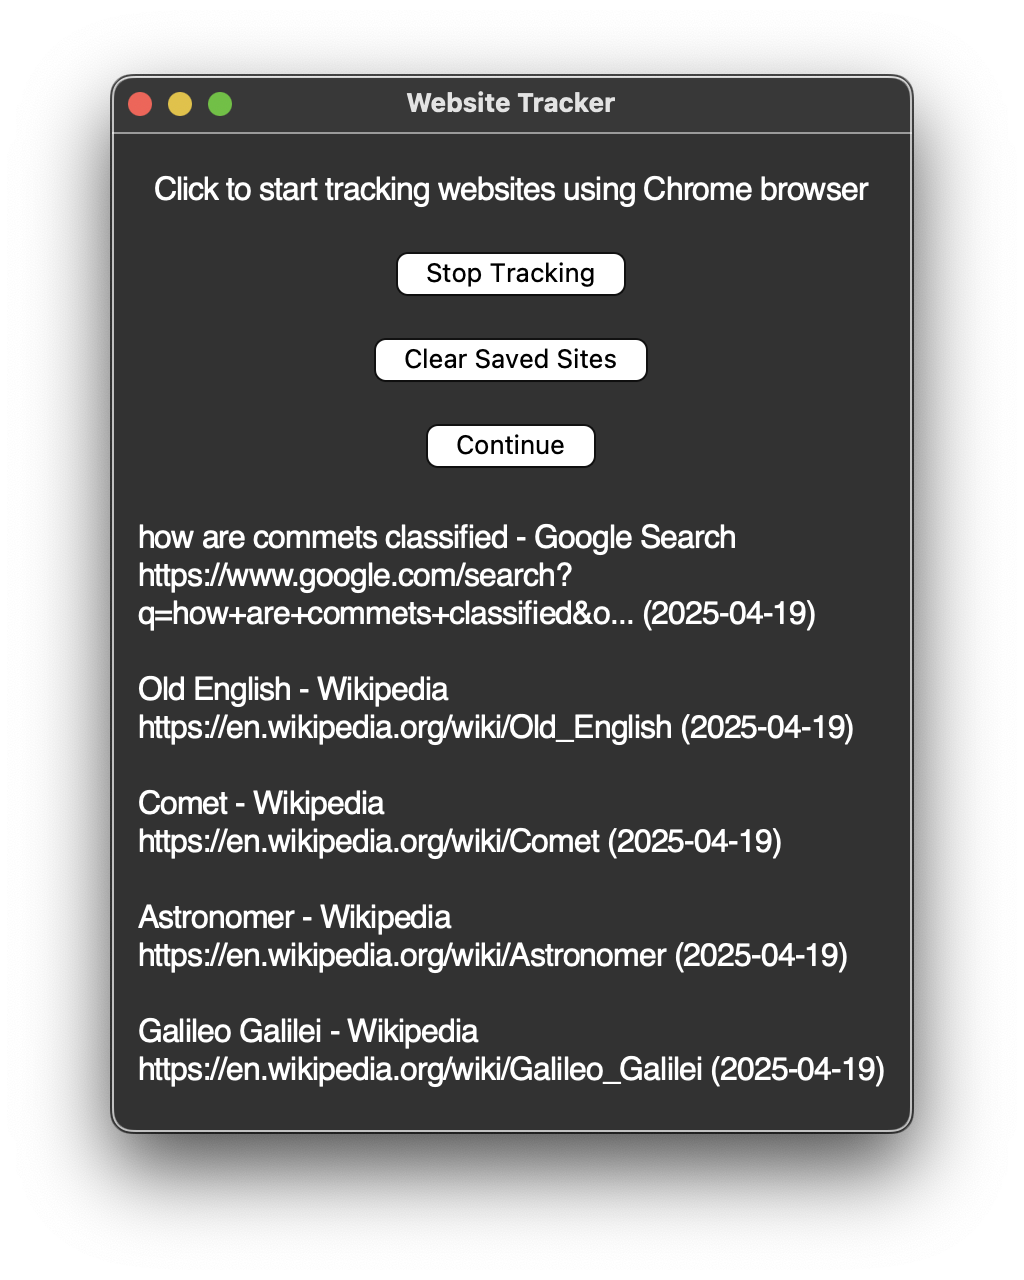 Website Tracker
Click to start tracking websites using Chrome browser
Stop Tracking
Clear Saved Sites
Continue
how are commets classified - Google Search
https://www.google.com/search?
q=how+are+commets+classified&o... (2025-04-19)
Old English - Wikipedia
https://en.wikipedia.org/wiki/Old_English (2025-04-19)
Comet - Wikipedia
https://en.wikipedia.org/wiki/Comet (2025-04-19)
Astronomer - Wikipedia
https://en.wikipedia.org/wiki/Astronomer (2025-04-19)
Galileo Galilei - Wikipedia
https://en.wikipedia.org/wiki/Galileo_Galilei (2025-04-19)